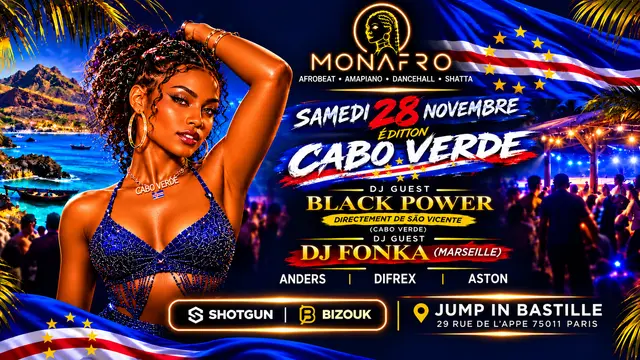 MONAFRO
AFROBEAT • AMAPIANO • DANCEHALL • SHATTA
SAMEDI 28 NOVEMBRE
ÉDITION
CABO VERDE
DJ GUEST
BLACK POWER
DIRECTEMENT DE SÃO VICENTE
(CABO VERDE)
DJ GUEST
DJ FONKA (MARSEILLE)
ANDERS | DIFREX | ASTON
SHOTGUN | BIZOUK
JUMP IN BASTILLE
29 RUE DE L'APPE 75011 PARIS
CABO VERDE